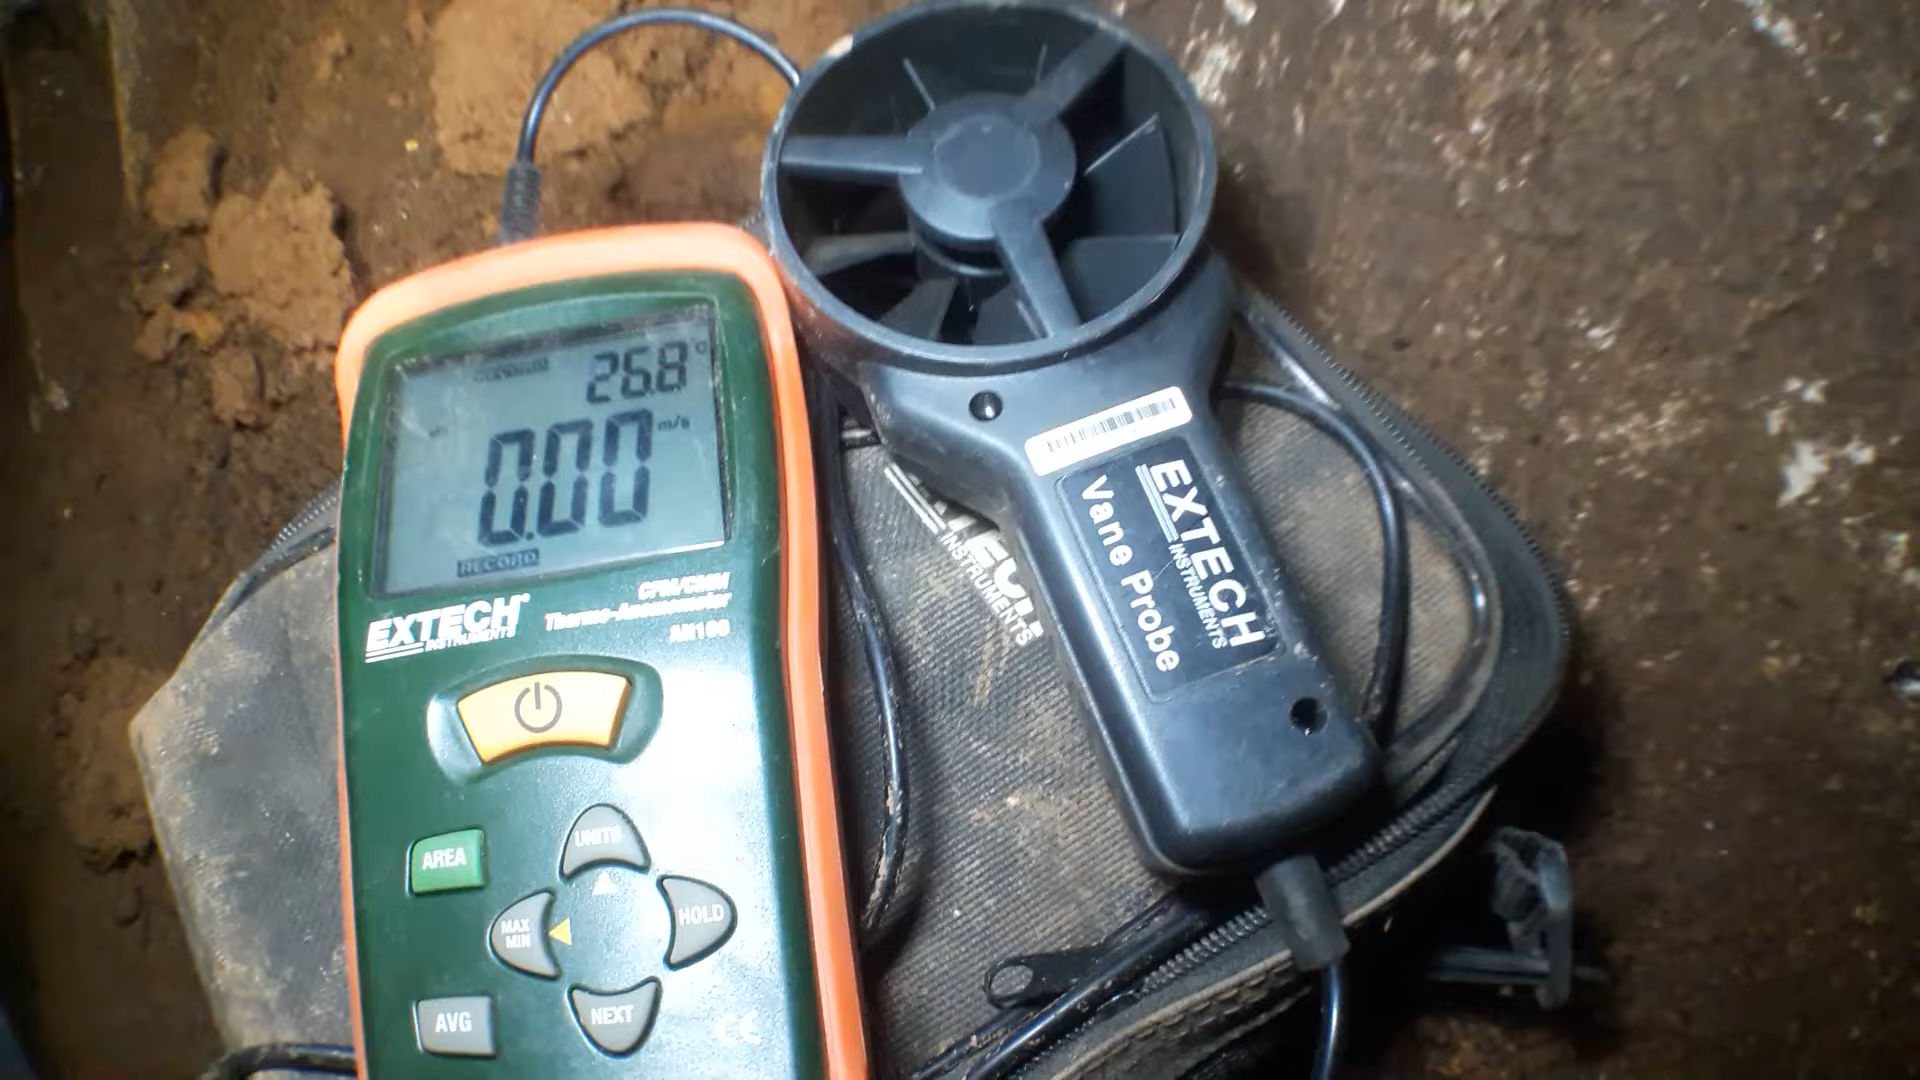 26.8°
0.00 m/s
RECORD
EXTECH
INSTRUMENTS
CFM/CMM
Thermo-Anemometer
AN100
AREA
UNITS
MAX
MIN
HOLD
AVG
NEXT
CE
EXTECH
INSTRUMENTS
Vane Probe
INSTRUMENTS